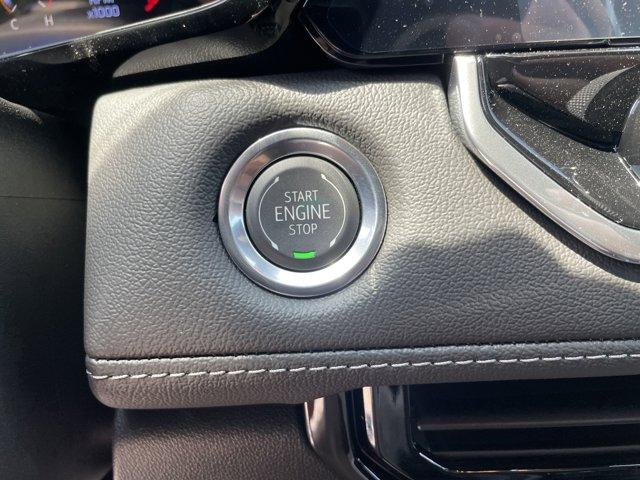 C H
x1000
START
ENGINE
STOP